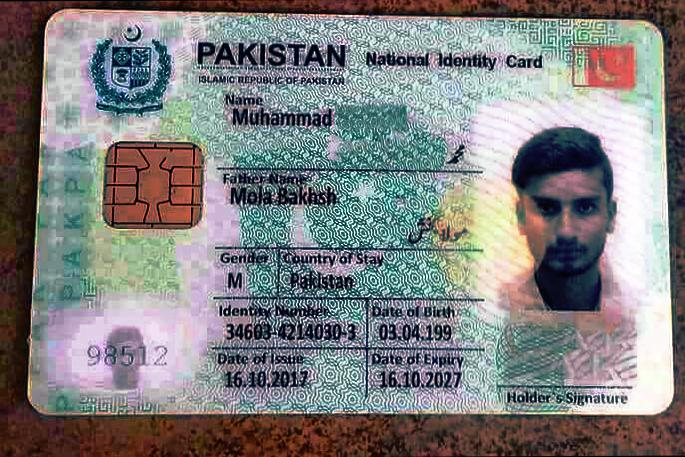 PAKISTAN National Identity Card
ISLAMIC REPUBLIC OF PAKISTAN
Name
Muhammad
Father Name
Mola Bakhsh
Gender Country of Stay
M Pakistan
Identity Number Date of Birth
34603-4214030-3 03.04.199
Date of Issue Date of Expiry
16.10.2017 16.10.2027
98512
Holder's Signature